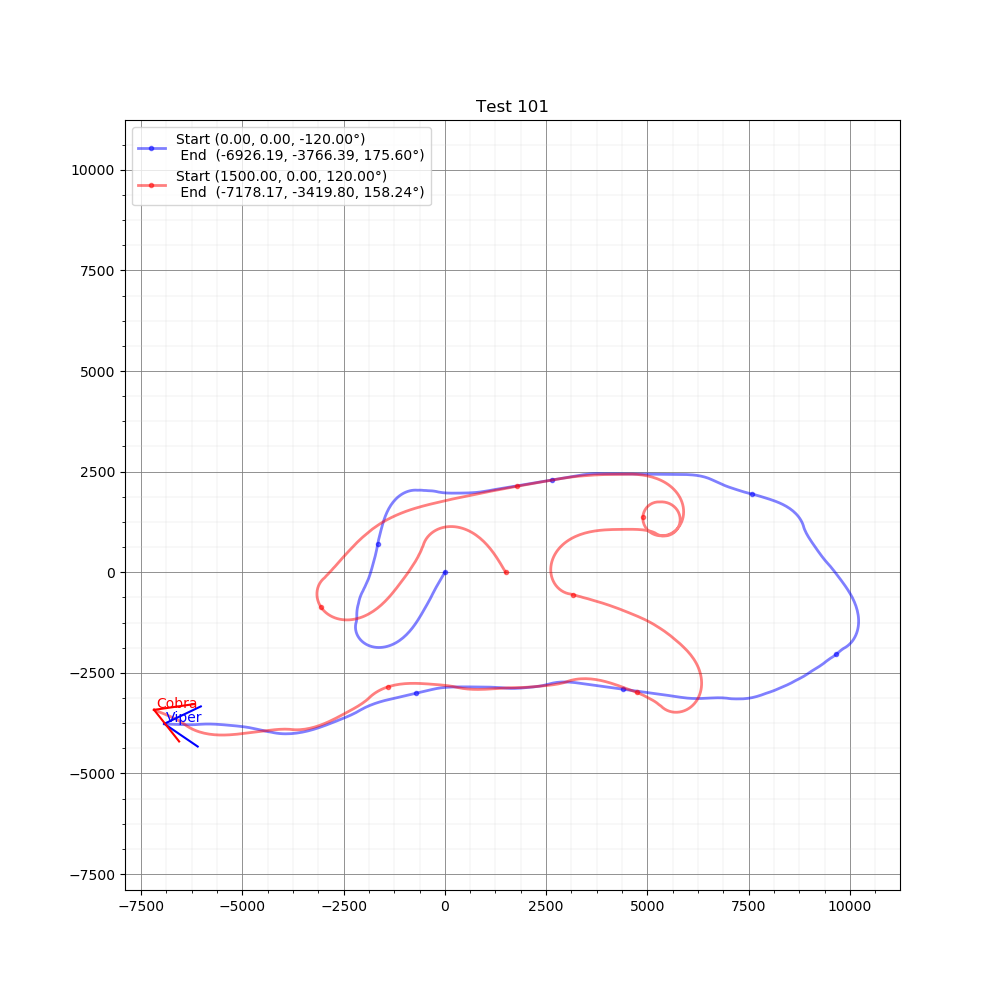 Test 101
Start (0.00, 0.00, -120.00°)
End  (-6926.19, -3766.39, 175.60°)
Start (1500.00, 0.00, 120.00°)
End  (-7178.17, -3419.80, 158.24°)
10000
7500
5000
2500
0
−2500
−5000
−7500
Cobra
Viper
−7500 −5000 −2500 0 2500 5000 7500 10000